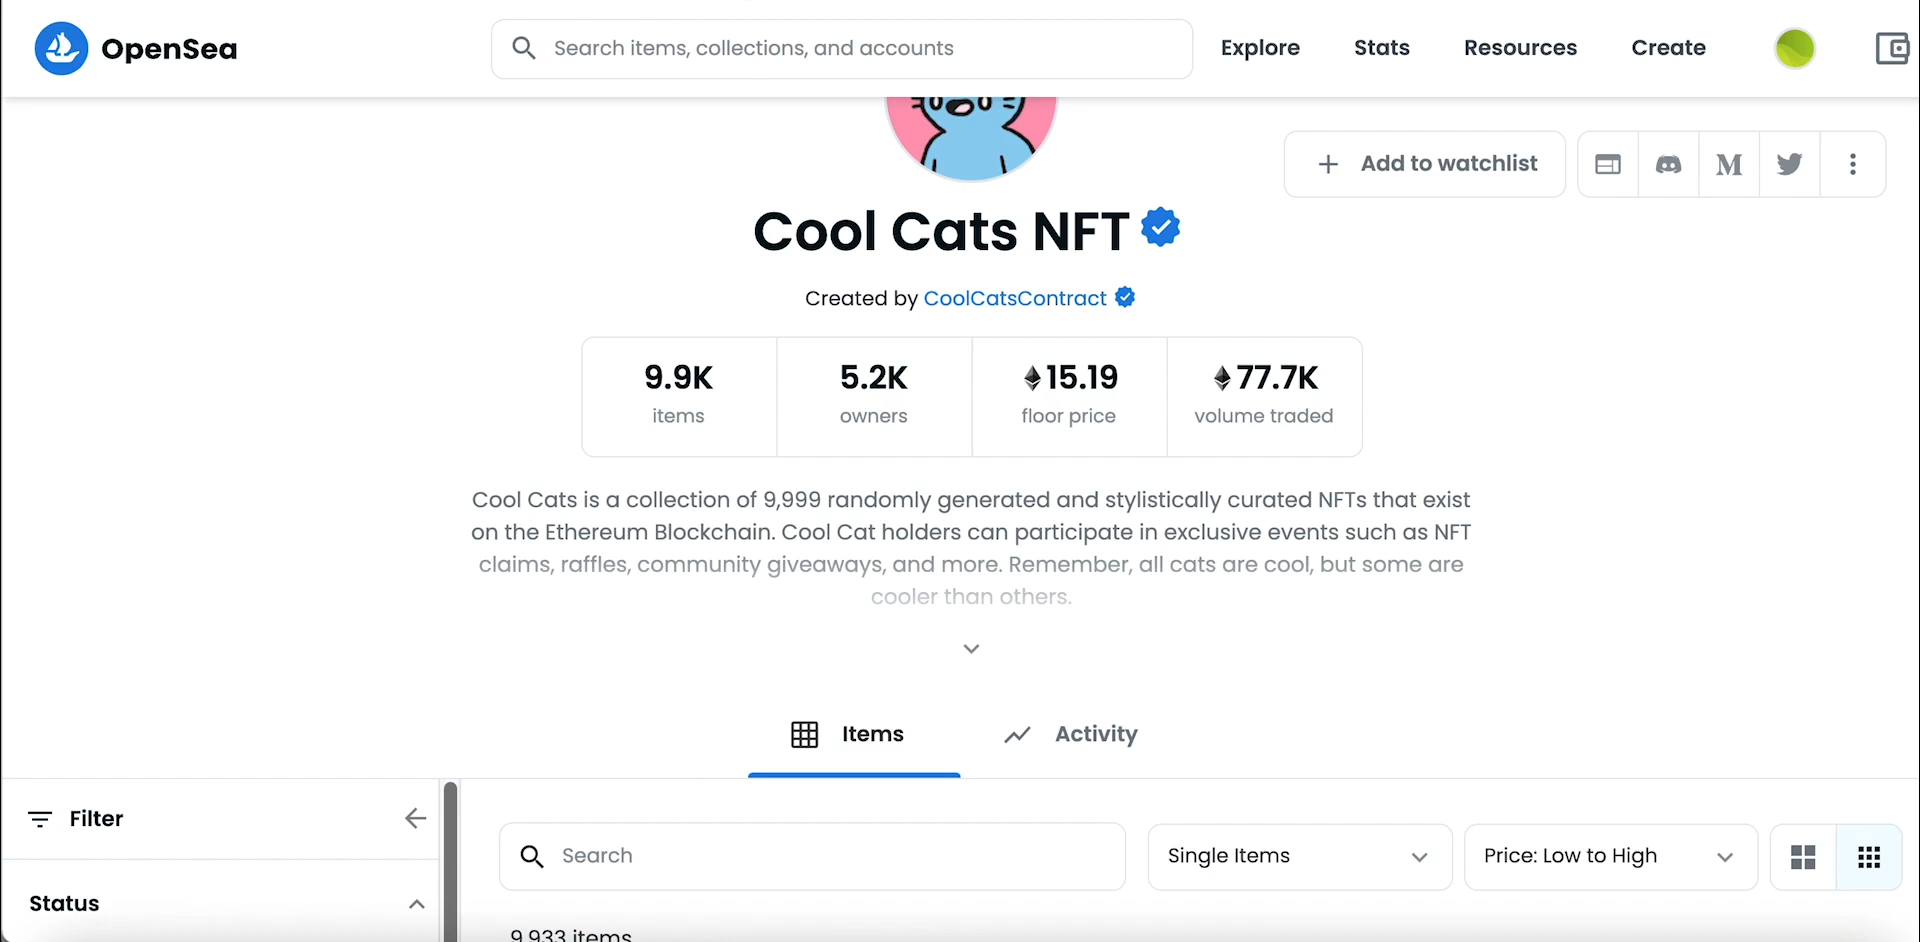 OpenSea
Search items, collections, and accounts
Explore
Stats
Resources
Create
Add to watchlist
Cool Cats NFT
Created by CoolCatsContract
9.9K
items
5.2K
owners
15.19
floor price
77.7K
volume traded
Cool Cats is a collection of 9,999 randomly generated and stylistically curated NFTs that exist
on the Ethereum Blockchain. Cool Cat holders can participate in exclusive events such as NFT
claims, raffles, community giveaways, and more. Remember, all cats are cool, but some are
cooler than others.
Items
Activity
Filter
Search
Single Items
Price: Low to High
Status
9,933 items